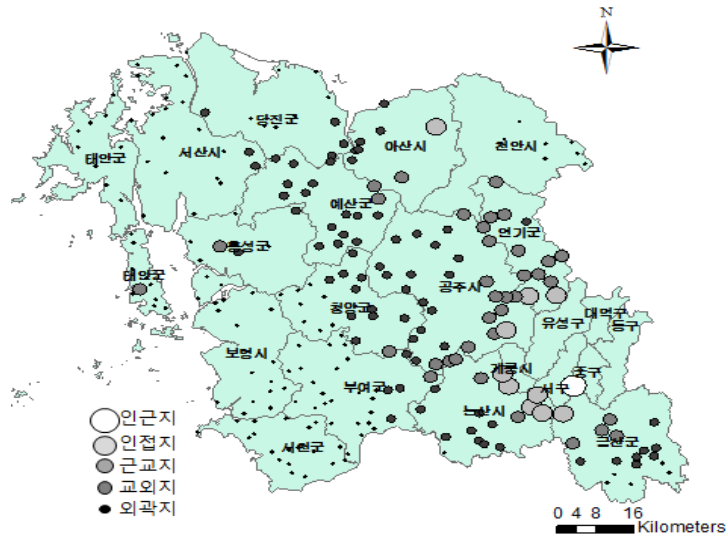 N
당진군
아산시
천안시
태안군
서산시
예산군
연기군
홍성군
태안군
공주시
청양군
유성구
대덕구
동구
보령시
계룡시
중구
부여군
서구
논산시
서천군
금산군
인근지
인접지
근교지
교외지
외곽지
0 4 8 16
Kilometers